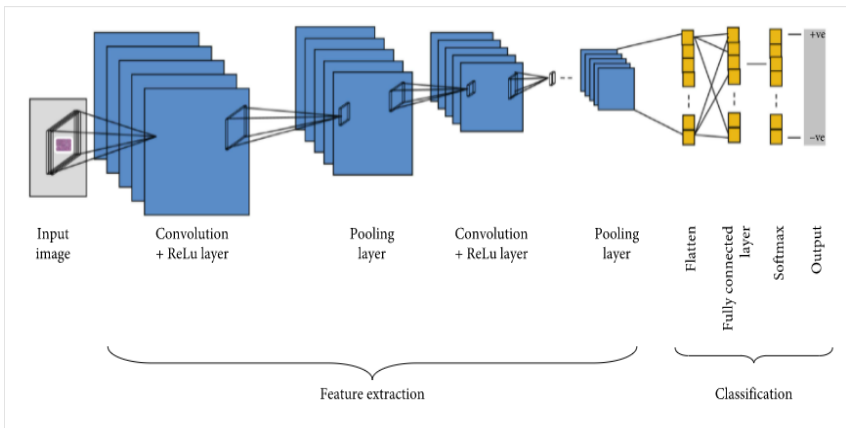 +ve
−ve
Input
image
Convolution
+ ReLu layer
Pooling
layer
Convolution
+ ReLu layer
Pooling
layer
Flatten
Fully connected
layer
Softmax
Output
Feature extraction
Classification